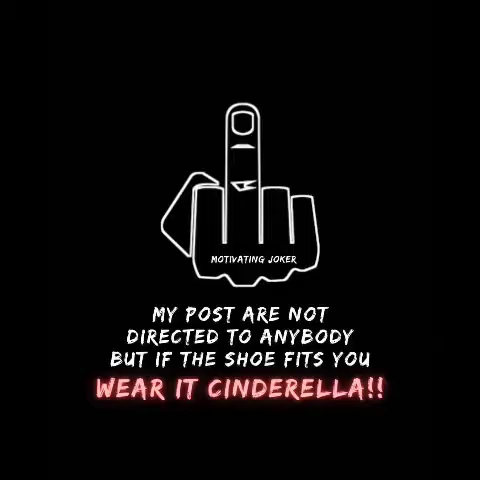 MOTIVATING JOKER
MY POST ARE NOT
DIRECTED TO ANYBODY
BUT IF THE SHOE FITS YOU
WEAR IT CINDERELLA!!